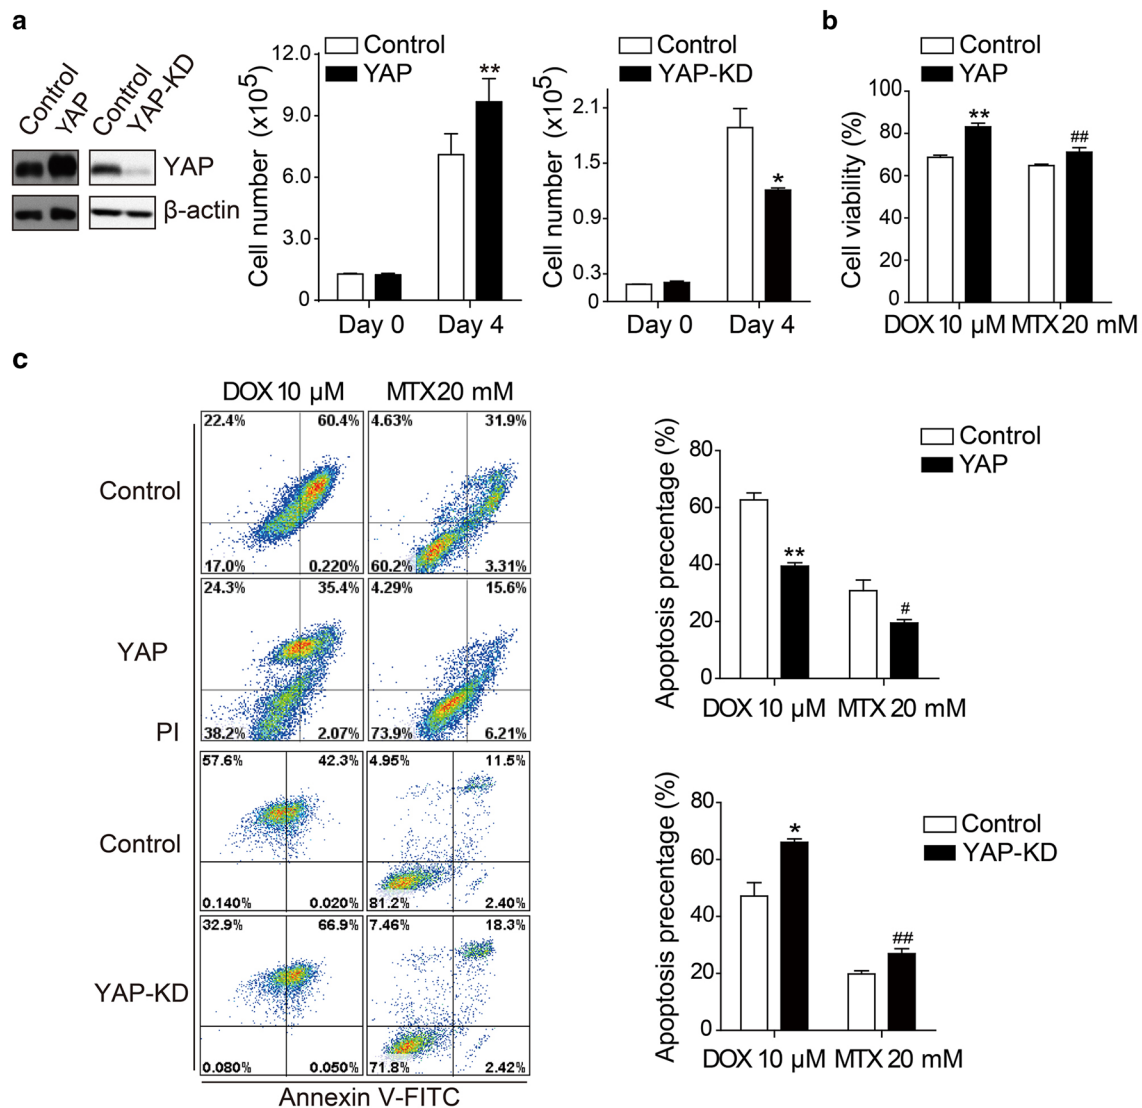 a
Control
YAP
Control
YAP-KD
YAP
β-actin
Cell number (x10⁵)
12.0
9.0
6.0
3.0
0
Control
YAP
**
Day 0
Day 4
Cell number (x10⁵)
2.1
1.5
0.9
0.3
0
Control
YAP-KD
*
Day 0
Day 4
b
Control
YAP
Cell viability (%)
100
80
60
40
20
0
**
##
DOX 10 μM
MTX 20 mM
c
DOX 10 μM
MTX20 mM
Control
22.4%
60.4%
17.0%
0.220%
4.63%
31.9%
60.2%
3.31%
YAP
24.3%
35.4%
38.2%
2.07%
4.29%
15.6%
73.9%
6.21%
PI
Control
57.6%
42.3%
0.140%
0.020%
4.95%
11.5%
81.2%
2.40%
YAP-KD
32.9%
66.9%
0.080%
0.050%
7.46%
18.3%
71.8%
2.42%
Annexin V-FITC
Apoptosis precentage (%)
80
60
40
20
0
Control
YAP
**
#
DOX 10 μM
MTX 20 mM
Apoptosis precentage (%)
80
60
40
20
0
Control
YAP-KD
*
##
DOX 10 μM
MTX 20 mM